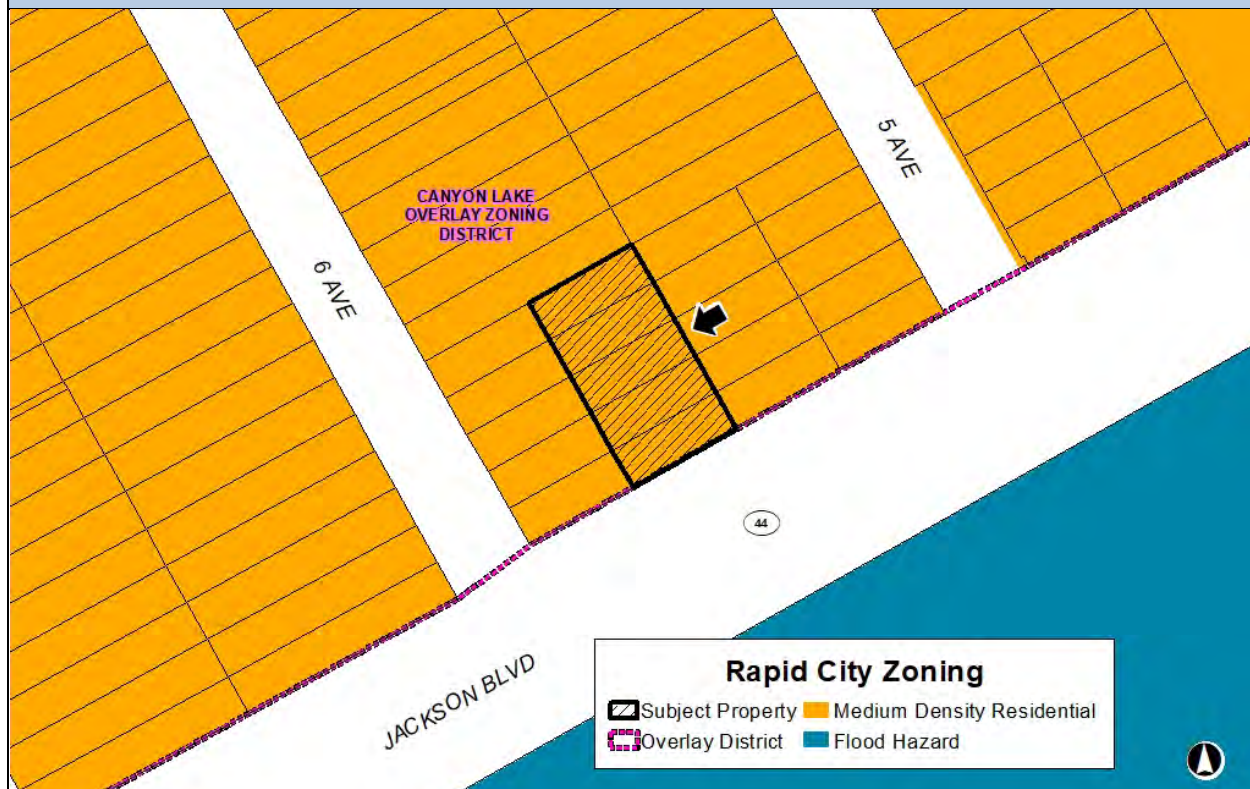 5 AVE
CANYON LAKE
OVERLAY ZONING
DISTRICT
6 AVE
44
JACKSON BLVD
Rapid City Zoning
Subject Property
Medium Density Residential
Overlay District
Flood Hazard